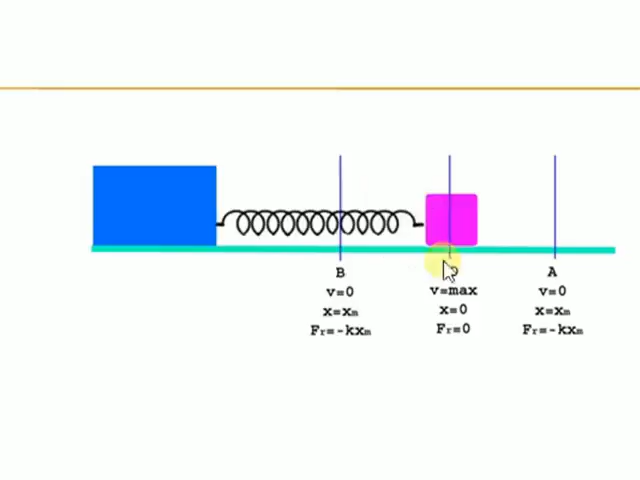 B
v=0
x=xm
Fr=-kxm
v=max
x=0
Fr=0
A
v=0
x=xm
Fr=-kxm